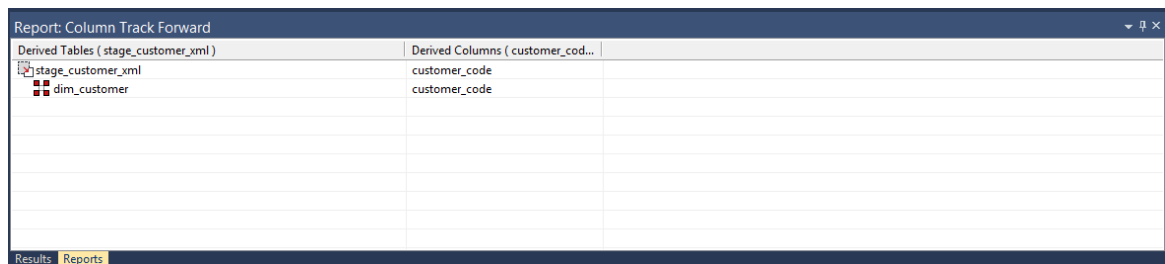 Report: Column Track Forward
Derived Tables ( stage_customer_xml ) Derived Columns ( customer_cod...
stage_customer_xml customer_code
dim_customer customer_code
Results Reports